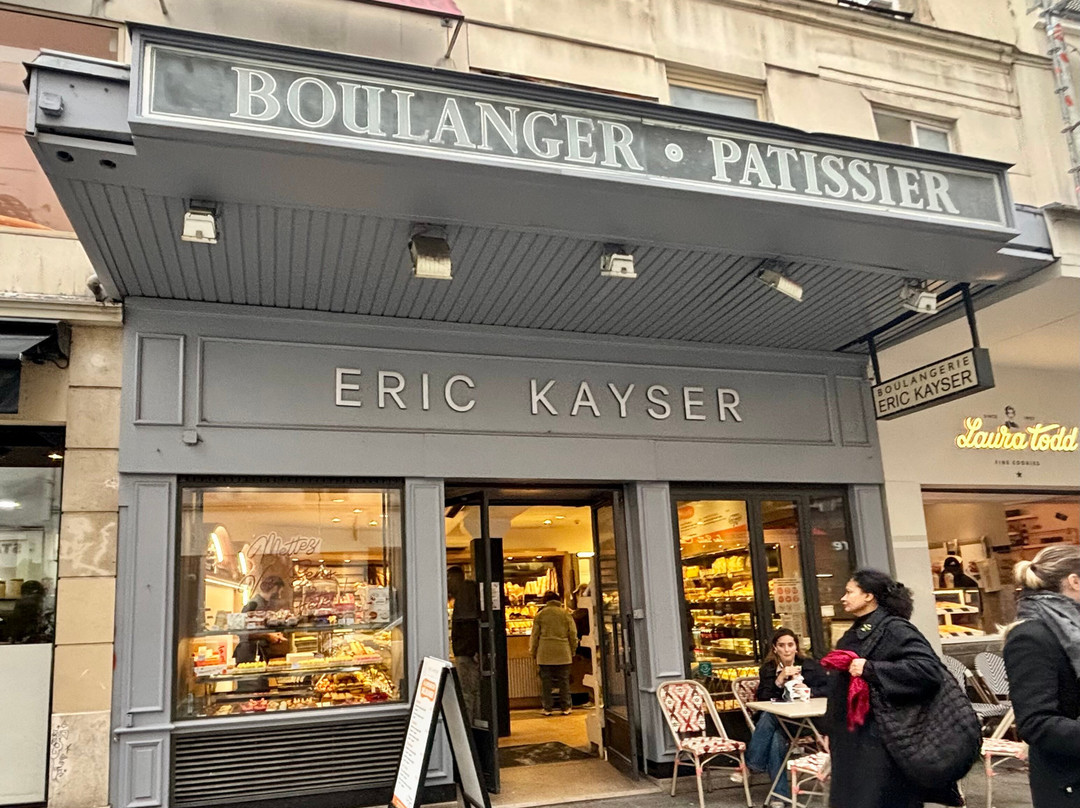 BOULANGER • PATISSIER
ERIC KAYSER
BOULANGERIE
ERIC KAYSER
Laura Todd
FINE COOKIES